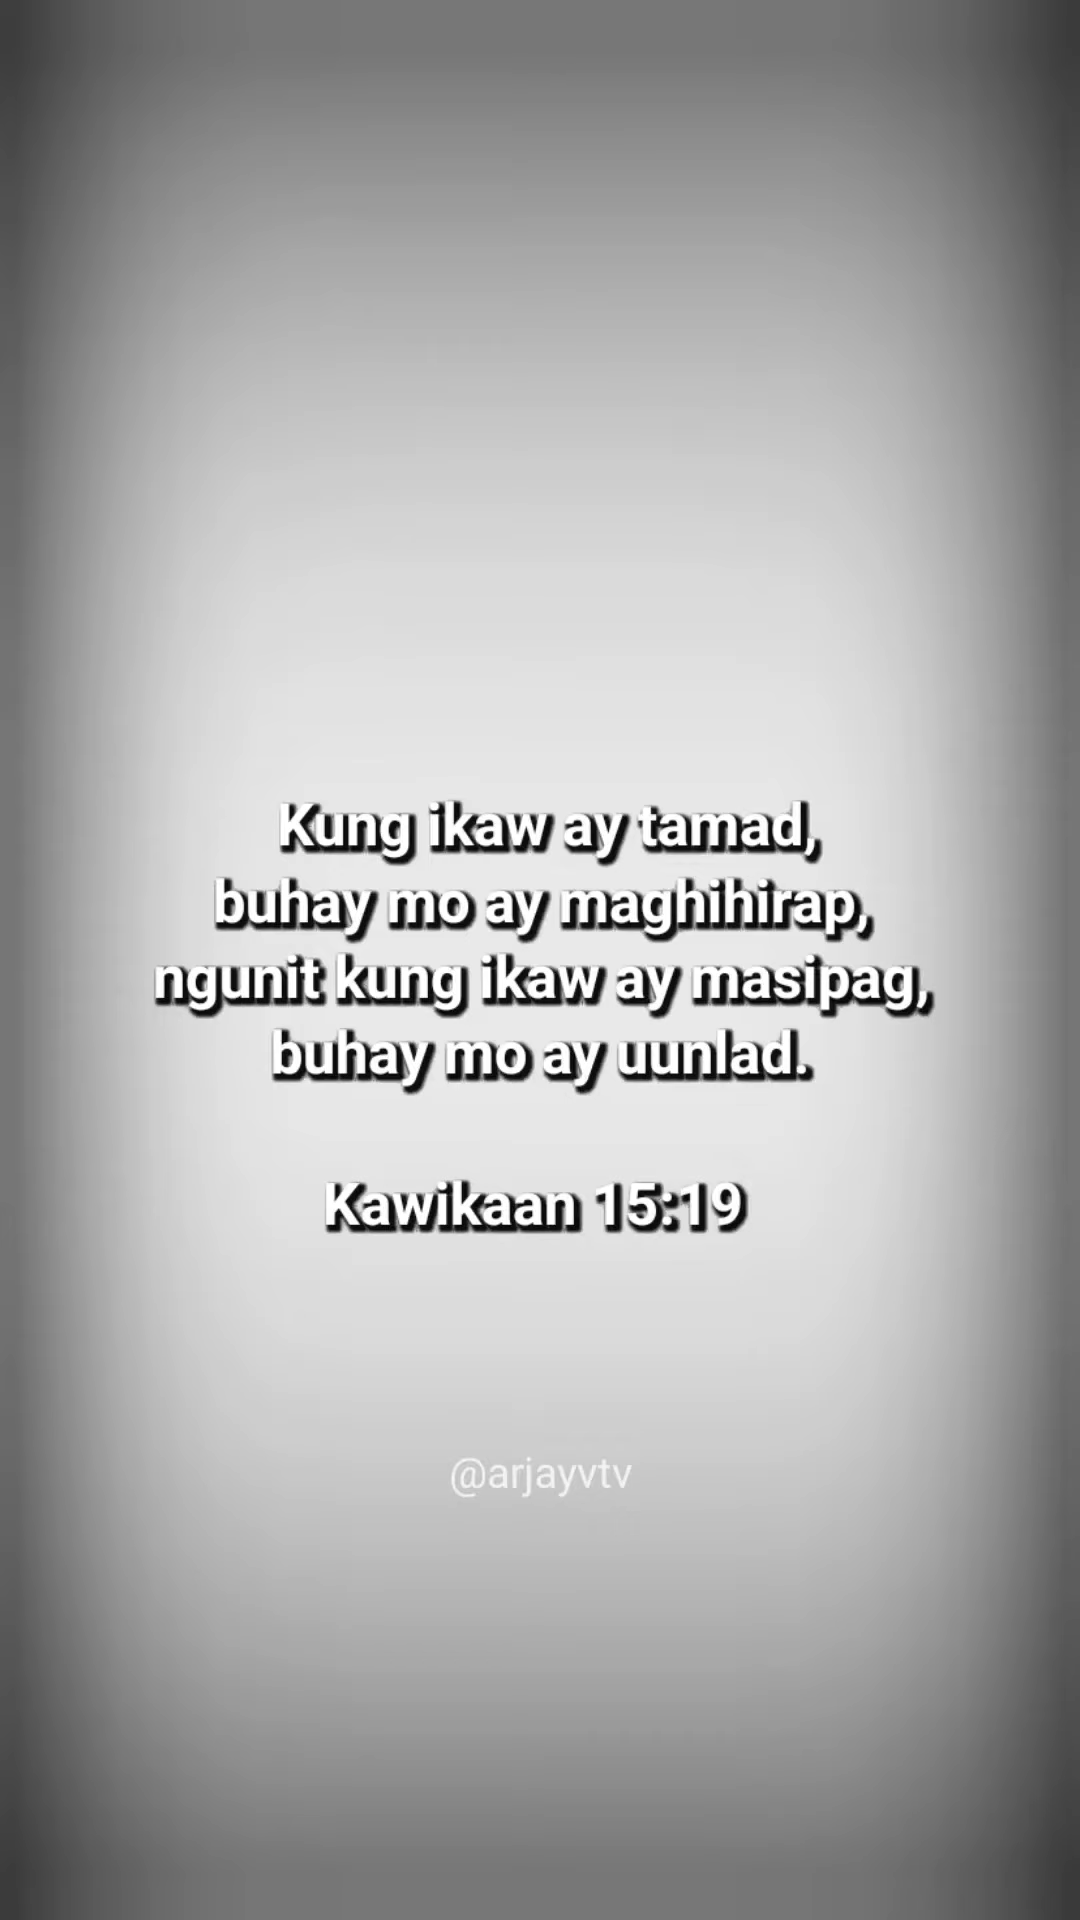 Kung ikaw ay tamad,
buhay mo ay maghihirap,
ngunit kung ikaw ay masipag,
buhay mo ay uunlad.
Kawikaan 15:19
@arjayvtv